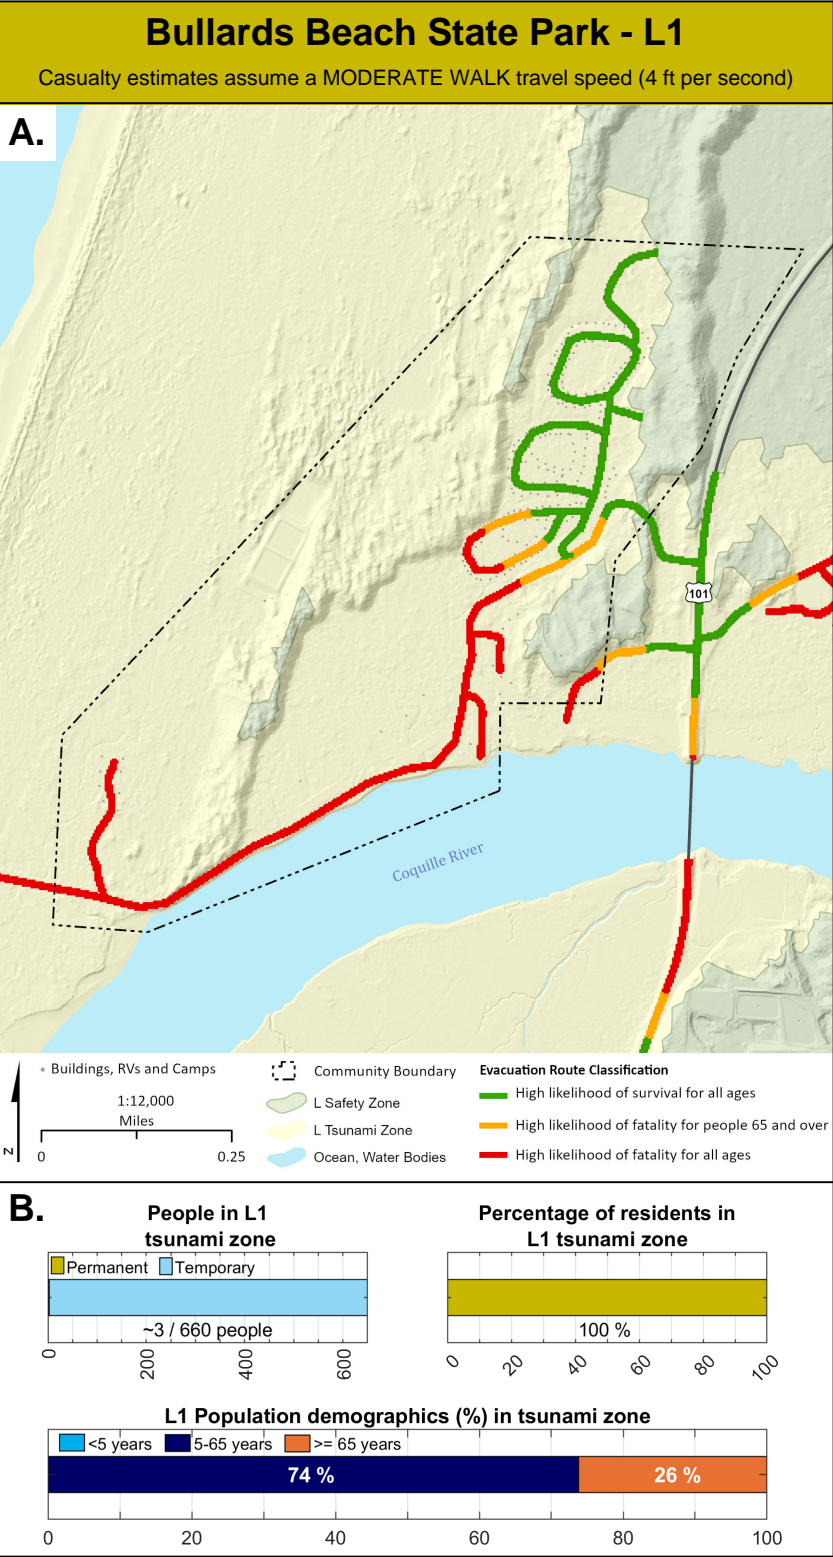 Bullards Beach State Park - L1
Casualty estimates assume a MODERATE WALK travel speed (4 ft per second)
A.
101
Coquille River
Buildings, RVs and Camps
1:12,000
Miles
0 0.25
N
Community Boundary
L Safety Zone
L Tsunami Zone
Ocean, Water Bodies
Evacuation Route Classification
High likelihood of survival for all ages
High likelihood of fatality for people 65 and over
High likelihood of fatality for all ages
B.
People in L1
tsunami zone
Permanent Temporary
~3 / 660 people
0 200 400 600
Percentage of residents in
L1 tsunami zone
100 %
0 20 40 60 80 100
L1 Population demographics (%) in tsunami zone
<5 years 5-65 years >= 65 years
74 % 26 %
0 20 40 60 80 100